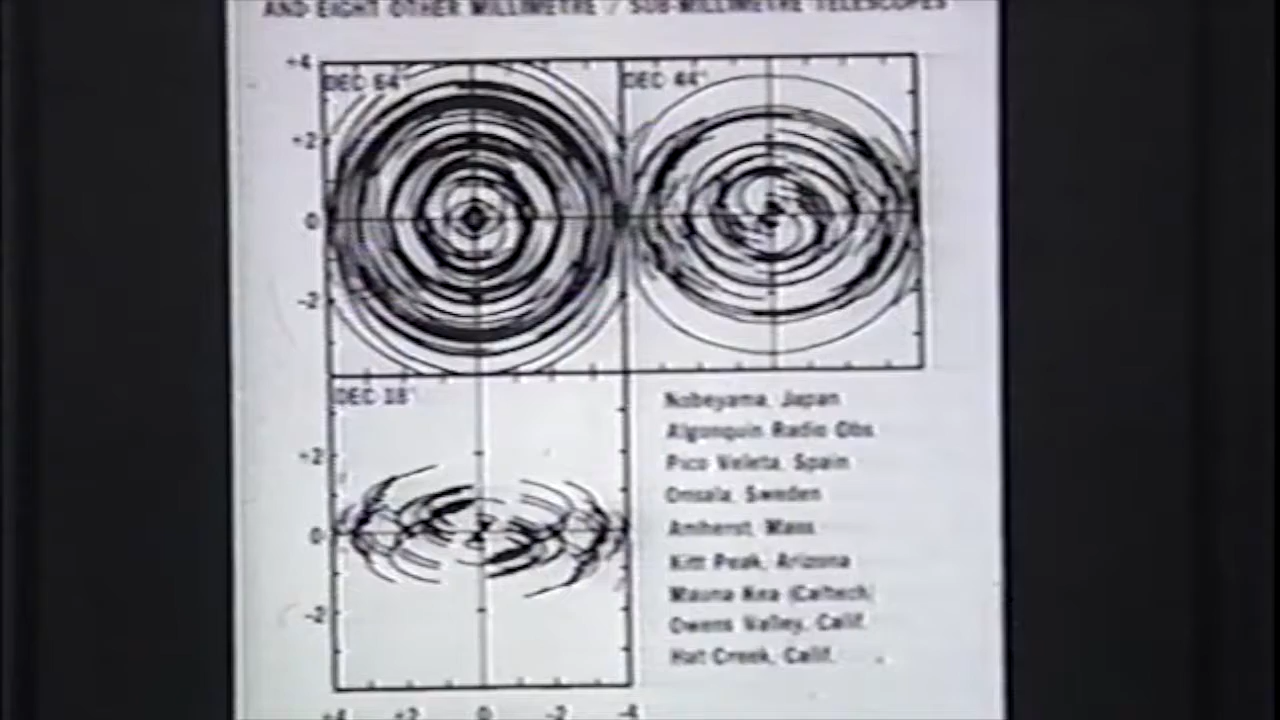 AND EIGHT OTHER MILLIMETRE / SUB-MILLIMETRE TELESCOPES
+4
DEC 64°
DEC 44°
+2
0
-2
DEC 18°
Nobeyama, Japan
Algonquin Radio Obs
+2
Pico Veleta, Spain
Onsala, Sweden
0
Amherst, Mass
Kitt Peak, Arizona
Mauna Kea (Caltech)
-2
Owens Valley, Calif.
Hat Creek, Calif.
+4 +2 0 -2 -4